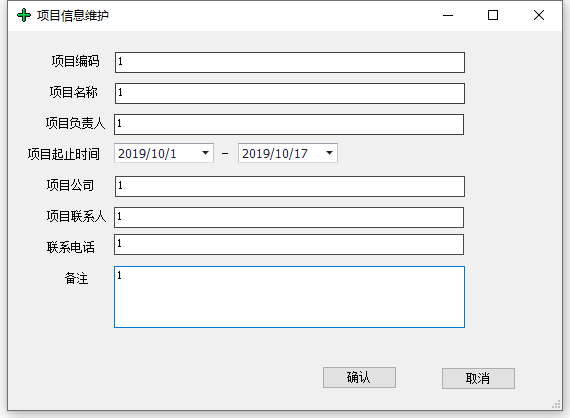 项目信息维护
项目编码 1
项目名称 1
项目负责人 1
项目起止时间 2019/10/1 - 2019/10/17
项目公司 1
项目联系人 1
联系电话 1
备注 1
确认 取消